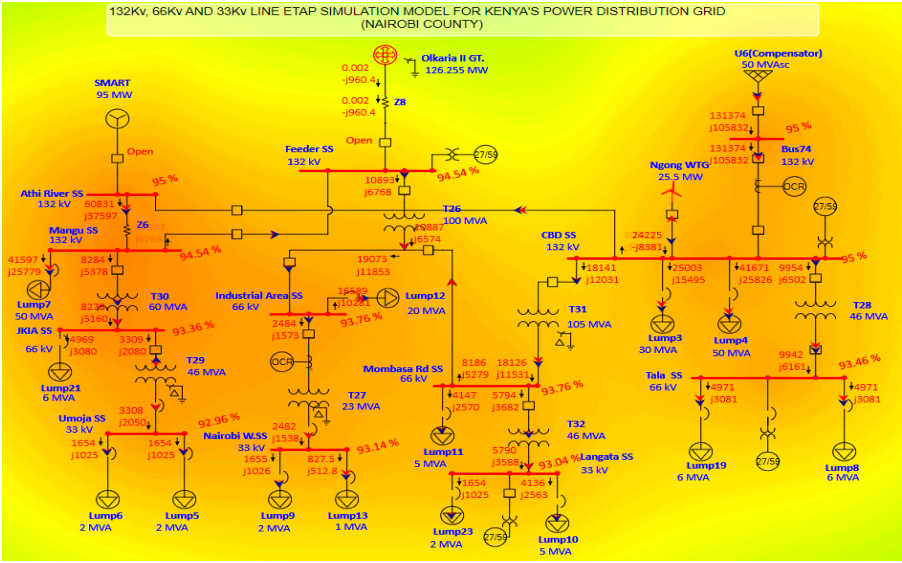 132Kv, 66Kv AND 33Kv LINE ETAP SIMULATION MODEL FOR KENYA'S POWER DISTRIBUTION GRID
(NAIROBI COUNTY)
Olkaria II GT.
126.255 MW
0.002
-j960.4
0.002
-j960.4
Z8
Open
SMART
95 MW
Open
U6(Compensator)
50 MVAsc
131374
j105832
95 %
131374
j105832
Bus74
132 kV
OCR
Feeder SS
132 kV
27/59
94.54 %
10893
j6768
T26
100 MVA
10887
j6574
Ngong WTG
25.5 MW
27/59
Athi River SS
132 kV
95 %
60831
j37597
Z6
Mangu SS
132 kV
94.54 %
CBD SS
132 kV
24225
-j8381
95 %
41597
j25779
Lump7
50 MVA
8284
j5378
T30
60 MVA
8276
j5160
19073
j11853
Industrial Area SS
66 kV
16589
j10281
Lump12
20 MVA
93.76 %
18141
j12031
T31
105 MVA
18126
j11531
25003
j15495
Lump3
30 MVA
41671
j25826
Lump4
50 MVA
9954
j6502
T28
46 MVA
9942
j6161
JKIA SS
66 kV
93.36 %
4969
j3080
Lump21
6 MVA
3309
j2080
T29
46 MVA
3308
j2050
2484
j1573
OCR
T27
23 MVA
2482
j1538
Mombasa Rd SS
66 kV
8186
j5279
93.76 %
4147
j2570
Lump11
5 MVA
5794
j3682
T32
46 MVA
5790
j3588
Tala SS
66 kV
93.46 %
4971
j3081
Lump19
6 MVA
27/59
4971
j3081
Lump8
6 MVA
Umoja SS
33 kV
92.96 %
1654
j1025
Lump6
2 MVA
1654
j1025
Lump5
2 MVA
Nairobi W.SS
33 kV
93.14 %
1655
j1026
Lump9
2 MVA
827.5
j512.8
Lump13
1 MVA
Langata SS
33 kV
93.04 %
1654
j1025
Lump23
2 MVA
27/59
4136
j2563
Lump10
5 MVA